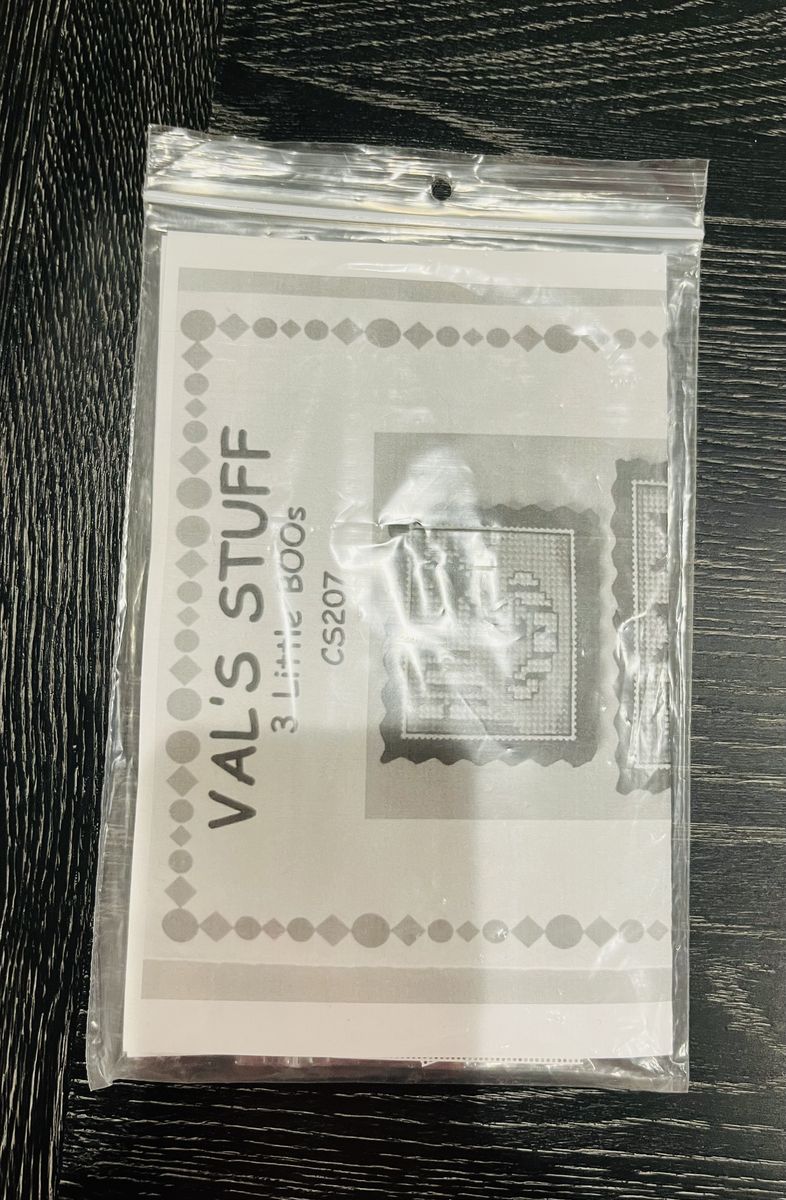 VAL'S STUFF
3 Little BOOs
CS207